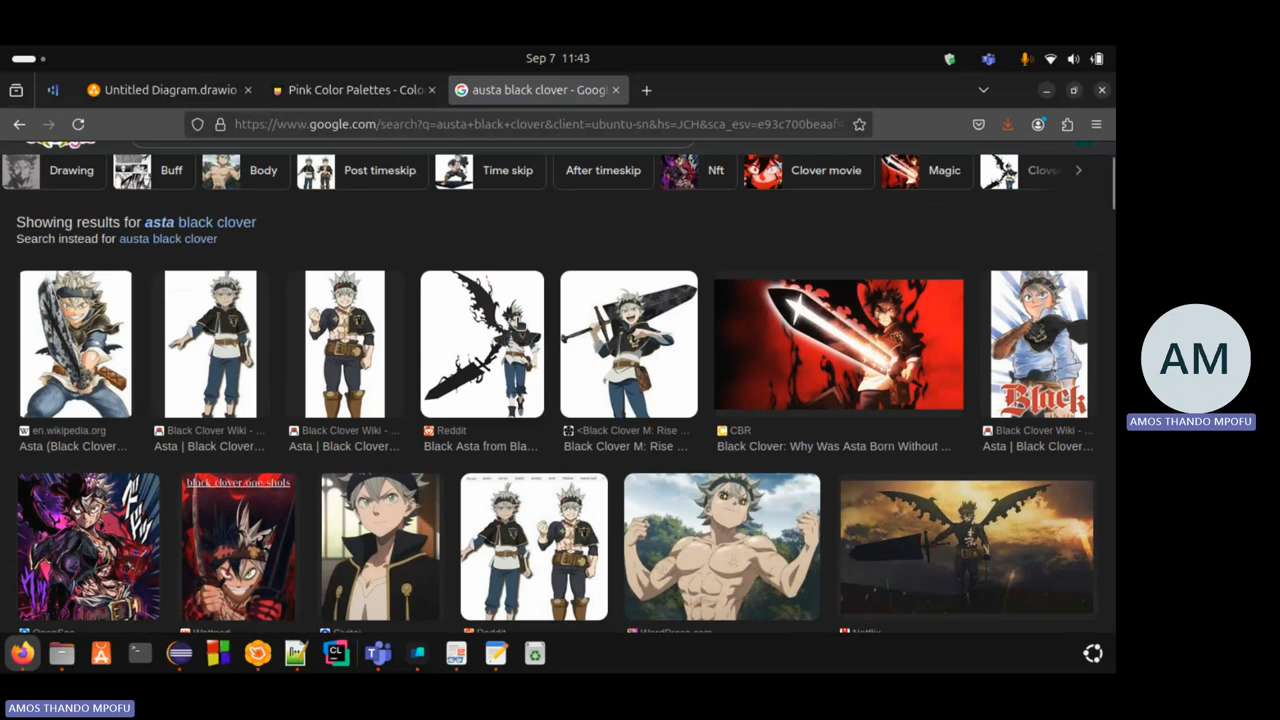 Sep 7 11:43
Untitled Diagram.drawio
Pink Color Palettes - Colo
austa black clover - Googl
https://www.google.com/search?q=austa+black+clover&client=ubuntu-sn&hs=JCH&sca_esv=e93c700beaaf
Drawing
Buff
Body
Post timeskip
Time skip
After timeskip
Nft
Clover movie
Magic
Clove
Showing results for asta black clover
Search instead for austa black clover
Black
en.wikipedia.org
Asta (Black Clover...
Black Clover Wiki - ...
Asta | Black Clover...
Black Clover Wiki - ...
Asta | Black Clover...
Reddit
Black Asta from Bla...
<Black Clover M: Rise ...
Black Clover M: Rise ...
CBR
Black Clover: Why Was Asta Born Without ...
Black Clover Wiki - ...
Asta | Black Clover...
black clover one shots
AM
AMOS THANDO MPOFU
CL
AMOS THANDO MPOFU